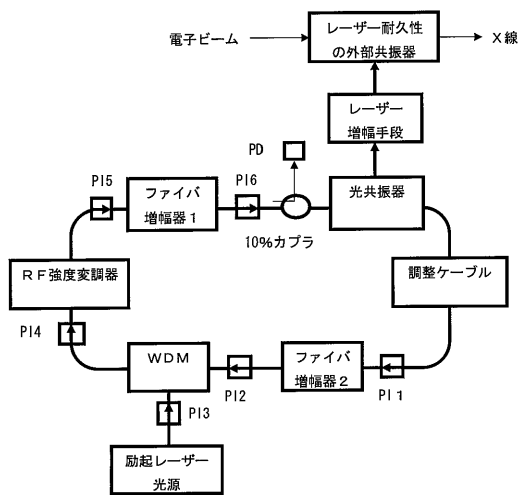 電子ビーム
レーザー耐久性
の外部共振器
X線
レーザー
増幅手段
PD
PI5
ファイバ
増幅器1
PI6
光共振器
10%カプラ
RF強度変調器
調整ケーブル
PI4
WDM
PI2
ファイバ
増幅器2
PI1
PI3
励起レーザー
光源